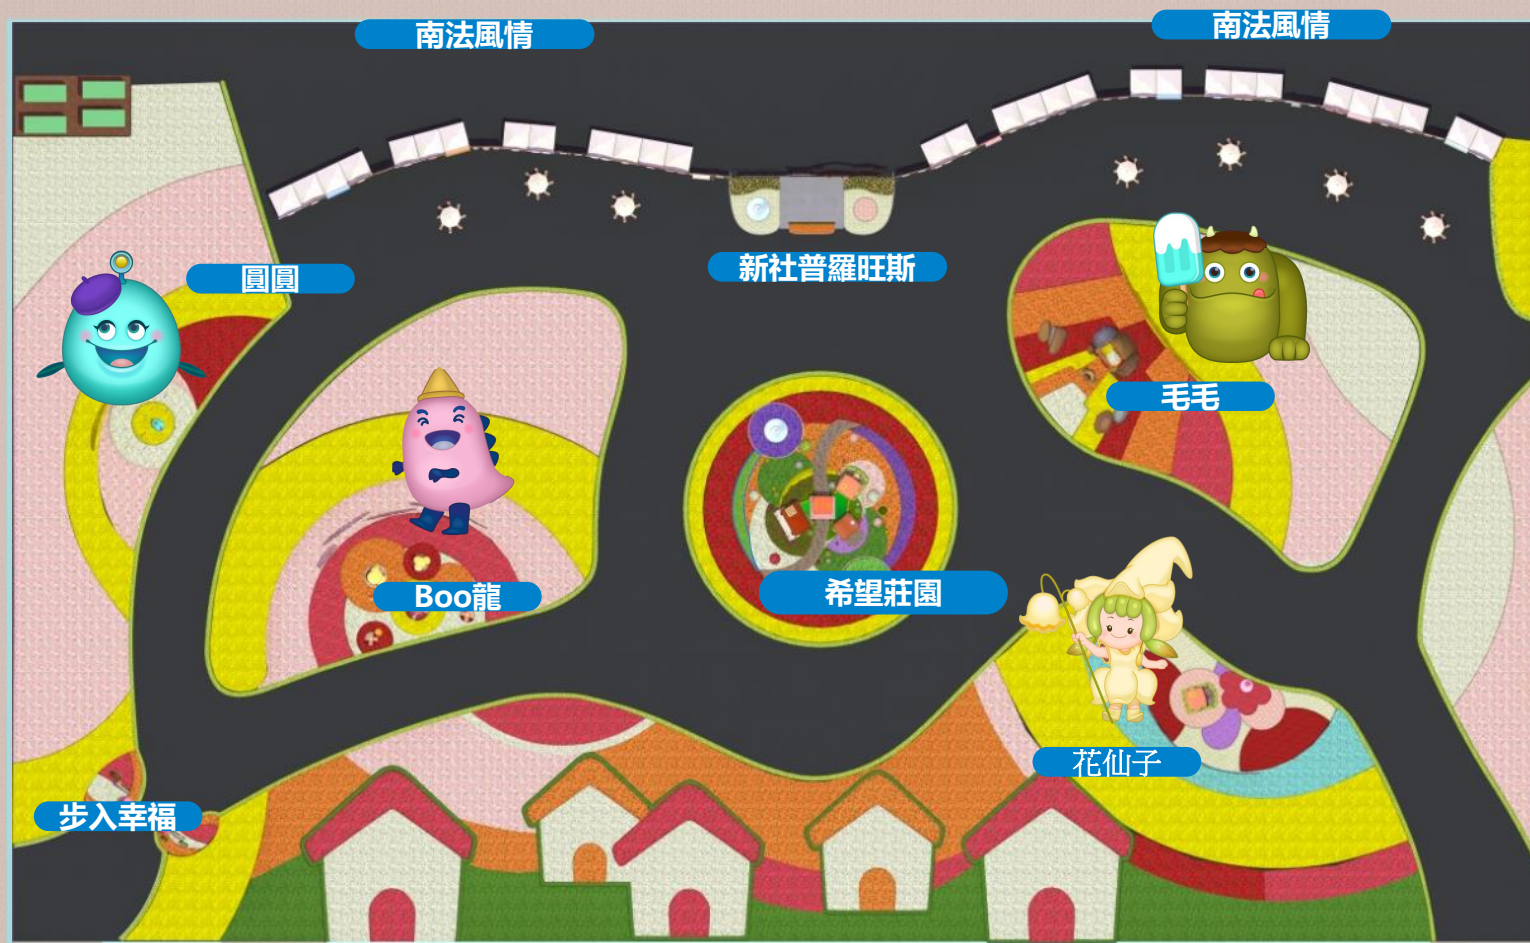 南法風情
南法風情
圓圓
新社普羅旺斯
毛毛
Boo龍
希望莊園
花仙子
步入幸福